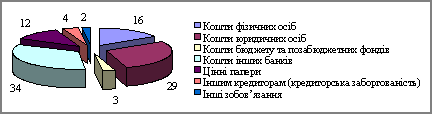 12
4
2
16
34
3
29
Кошти фізичних осіб
Кошти юридичних осіб
Кошти бюджету та позабюджетних фондів
Кошти інших банків
Цінні папери
Іншим кредиторам (кредиторська заборгованість)
Інші зобов'язання